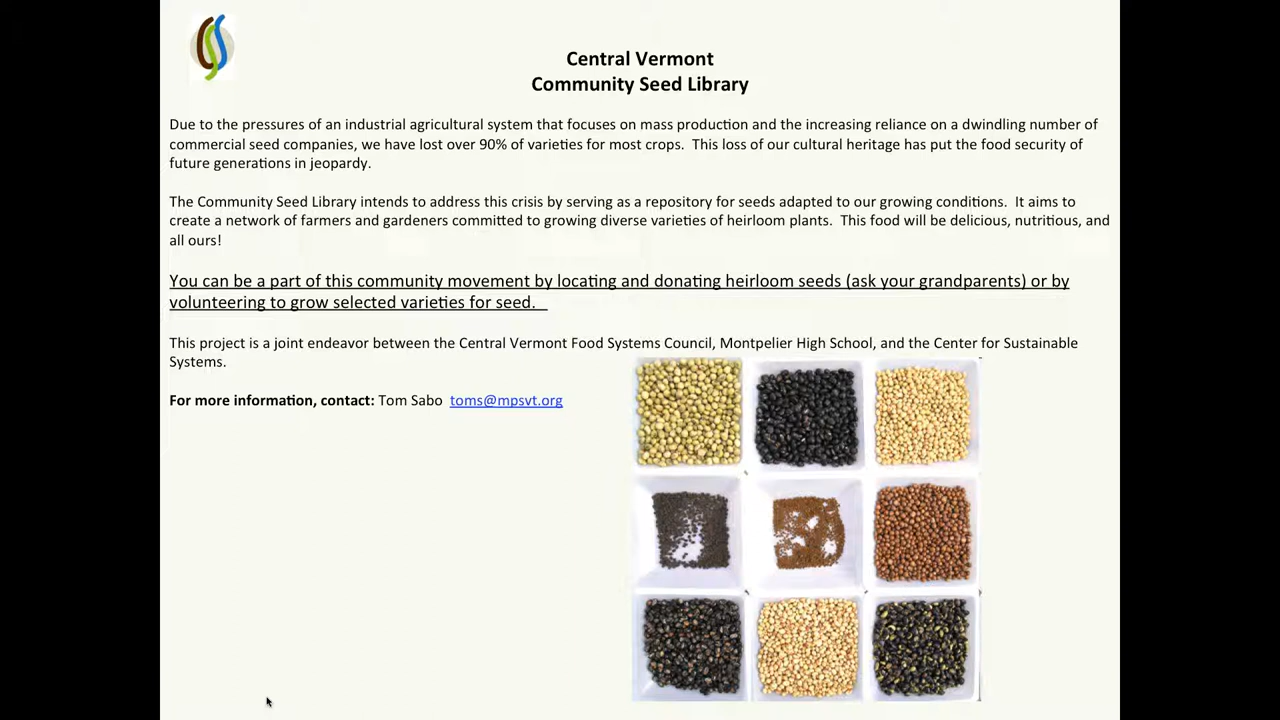 Central Vermont
Community Seed Library
Due to the pressures of an industrial agricultural system that focuses on mass production and the increasing reliance on a dwindling number of
commercial seed companies, we have lost over 90% of varieties for most crops.  This loss of our cultural heritage has put the food security of
future generations in jeopardy.
The Community Seed Library intends to address this crisis by serving as a repository for seeds adapted to our growing conditions.  It aims to
create a network of farmers and gardeners committed to growing diverse varieties of heirloom plants.  This food will be delicious, nutritious, and
all ours!
You can be a part of this community movement by locating and donating heirloom seeds (ask your grandparents) or by
volunteering to grow selected varieties for seed.
This project is a joint endeavor between the Central Vermont Food Systems Council, Montpelier High School, and the Center for Sustainable
Systems.
For more information, contact: Tom Sabo  toms@mpsvt.org